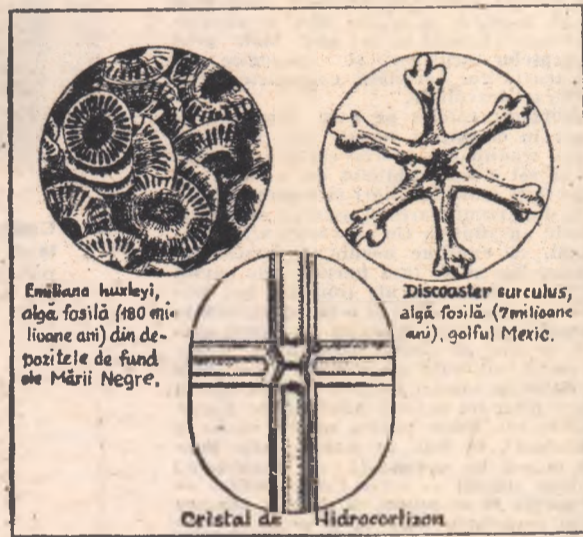 Emiliana huxleyi,
algă fosilă (180 mi-
lioane ani) din de-
pozitele de fund
ale Mării Negre.
Discoaster surculus,
algă fosilă (7milioane
ani), golful Mexic.
Cristal de Hidrocortizon